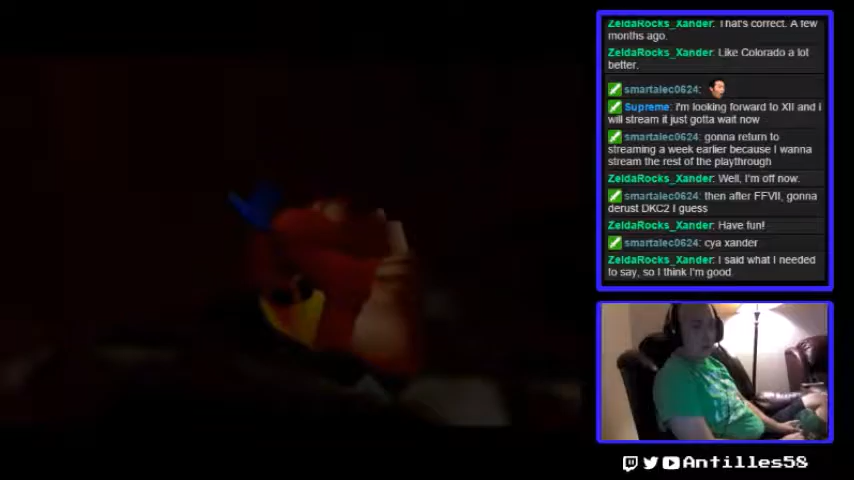 ZeldaRocks_Xander: That's correct. A few
months ago.
ZeldaRocks_Xander: Like Colorado a lot
better.
smartalec0624:
Supreme: i'm looking forward to XII and i
will stream it just gotta wait now
smartalec0624: gonna return to
streaming a week earlier because I wanna
stream the rest of the playthrough
ZeldaRocks_Xander: Well, I'm off now.
smartalec0624: then after FFVII, gonna
derust DKC2 I guess
ZeldaRocks_Xander: Have fun!
smartalec0624: cya xander
ZeldaRocks_Xander: I said what I needed
to say, so I think I'm good.
Antilles58